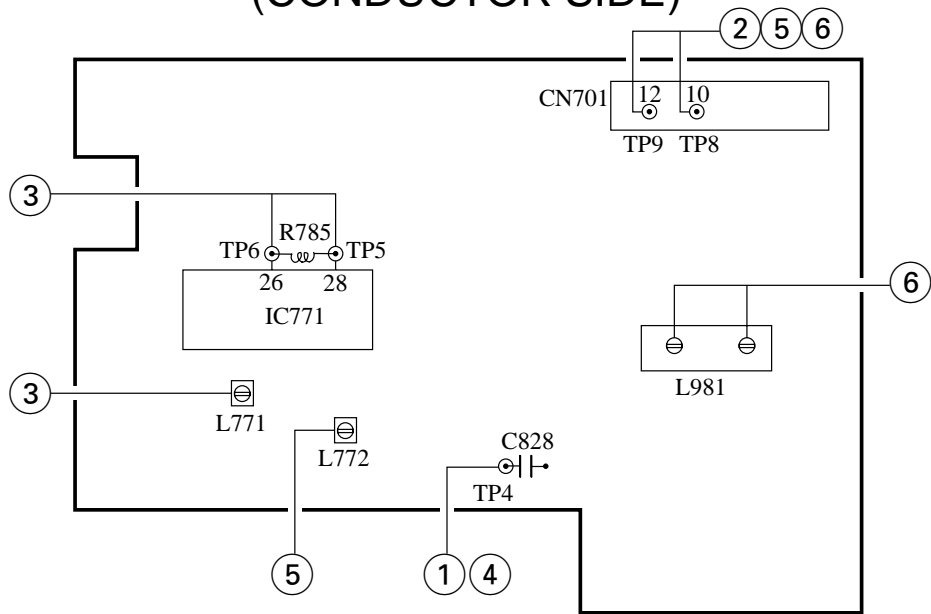 (CONDUCTOR SIDE)
2 5 6
CN701 12 10
TP9 TP8
3
R785
TP6 TP5
26 28
IC771
6
L981
3
L771
L772
C828
TP4
5
1 4